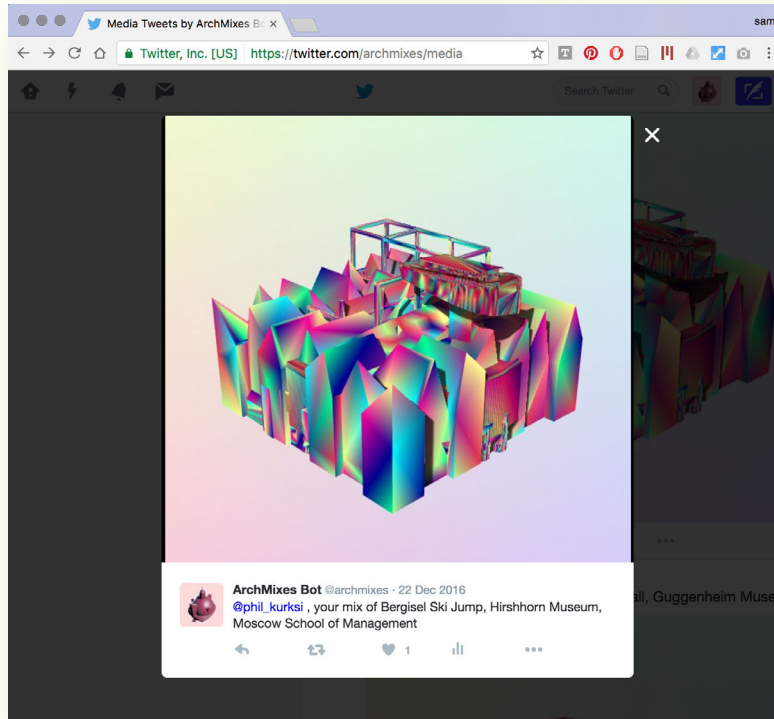 Media Tweets by ArchMixes Bo
sam
Twitter, Inc. [US] https://twitter.com/archmixes/media
Search Twitter
ArchMixes Bot @archmixes · 22 Dec 2016
@phil_kurksi , your mix of Bergisel Ski Jump, Hirshhorn Museum,
Moscow School of Management
1
all, Guggenheim Muse